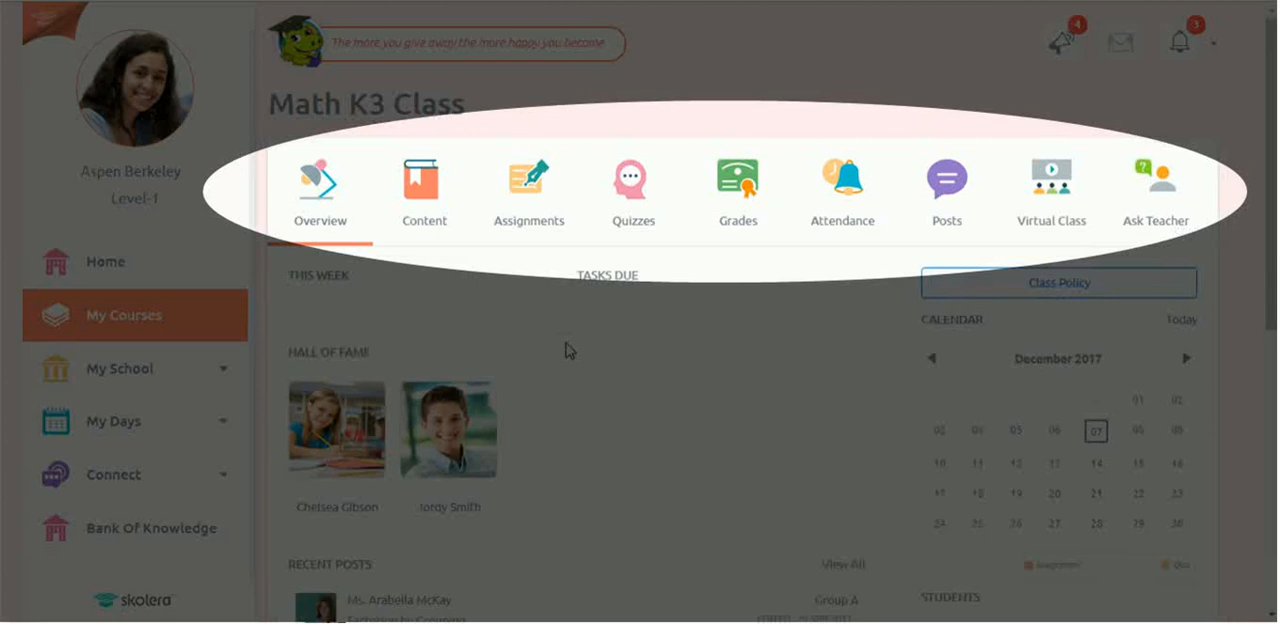 The more you give away the more happy you become
4
3
Math K3 Class
Aspen Berkeley
Level-1
Overview
Content
Assignments
Quizzes
Grades
Attendance
Posts
Virtual Class
Ask Teacher
Home
My Courses
My School
My Days
Connect
Bank Of Knowledge
skolera
THIS WEEK
TASKS DUE
Class Policy
CALENDAR
Today
December 2017
HALL OF FAME
01 02
03 04 05 06 07 08 09
10 11 12 13 14 15 16
17 18 19 20 21 22 23
24 25 26 27 28 29 30
Chelsea Gibson
Jordy Smith
RECENT POSTS
View All
Assignment
Quiz
Ms. Arabella McKay
Group A
STUDENTS